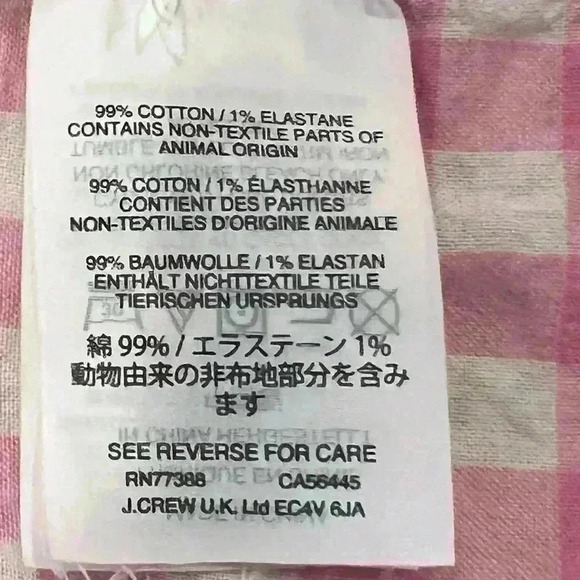 99% COTTON / 1% ELASTANE
CONTAINS NON-TEXTILE PARTS OF
ANIMAL ORIGIN
99% COTON / 1% ÉLASTHANNE
CONTIENT DES PARTIES
NON-TEXTILES D'ORIGINE ANIMALE
99% BAUMWOLLE / 1% ELASTAN
ENTHÄLT NICHTTEXTILE TEILE
TIERISCHEN URSPRUNGS
綿 99% / エラステーン 1%
動物由来の非布地部分を含み
ます
SEE REVERSE FOR CARE
RN77388 CA56445
J.CREW U.K. Ltd EC4V 6JA